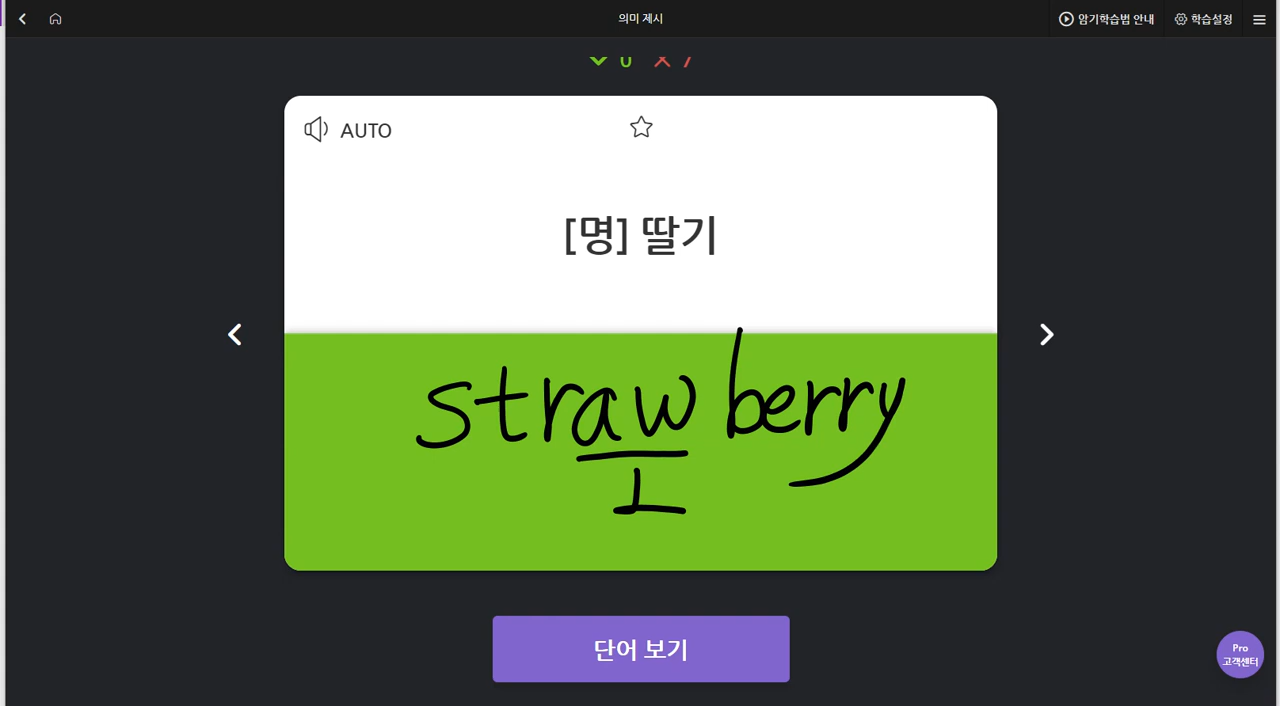 의미 제시
암기학습법 안내
학습설정
AUTO
[명] 딸기
strawberry
ㅗ
단어 보기
Pro
고객센터